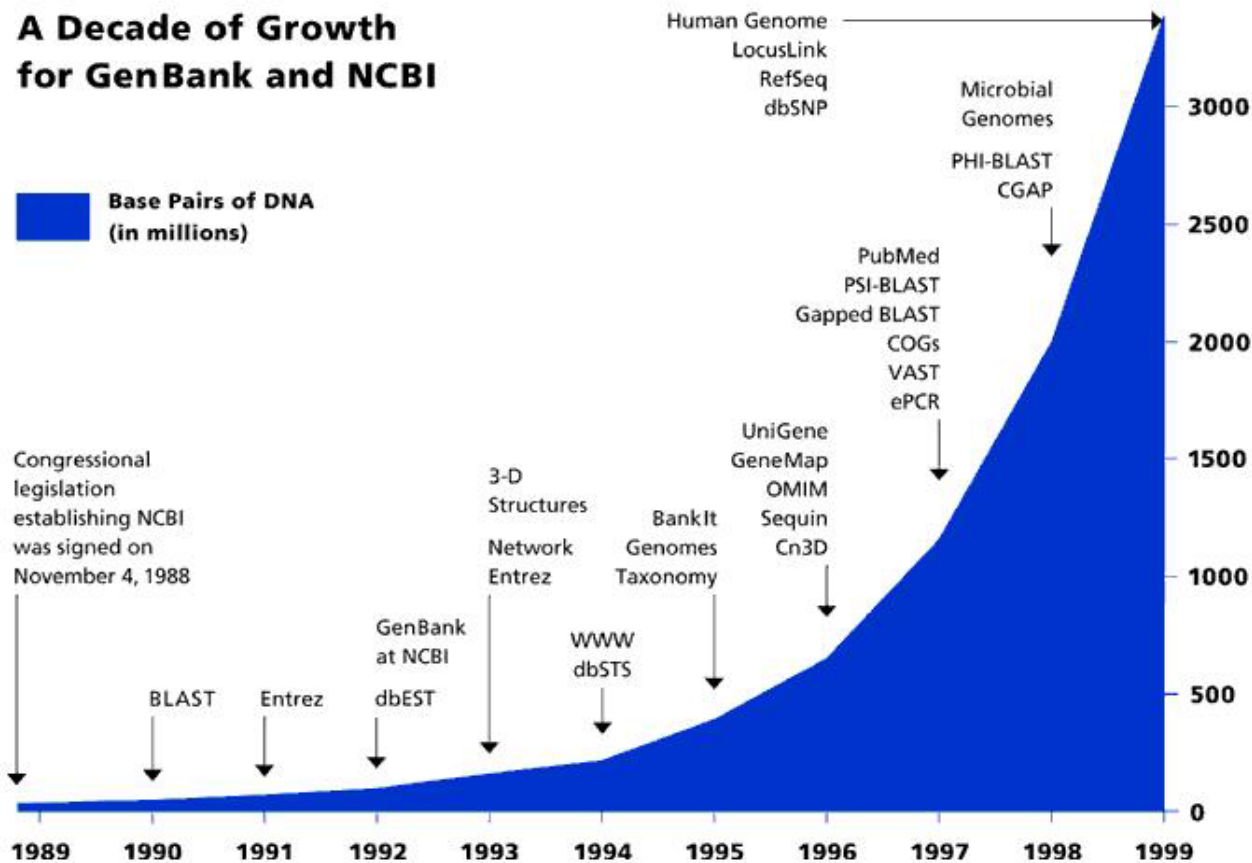 A Decade of Growth
for GenBank and NCBI
Base Pairs of DNA
(in millions)
Human Genome
LocusLink
RefSeq
dbSNP
Microbial
Genomes
PHI-BLAST
CGAP
PubMed
PSI-BLAST
Gapped BLAST
COGs
VAST
ePCR
UniGene
GeneMap
OMIM
Sequin
Cn3D
BankIt
Genomes
Taxonomy
WWW
dbSTS
3-D
Structures
Network
Entrez
GenBank
at NCBI
dbEST
Entrez
BLAST
Congressional
legislation
establishing NCBI
was signed on
November 4, 1988
3000
2500
2000
1500
1000
500
0
1989 1990 1991 1992 1993 1994 1995 1996 1997 1998 1999